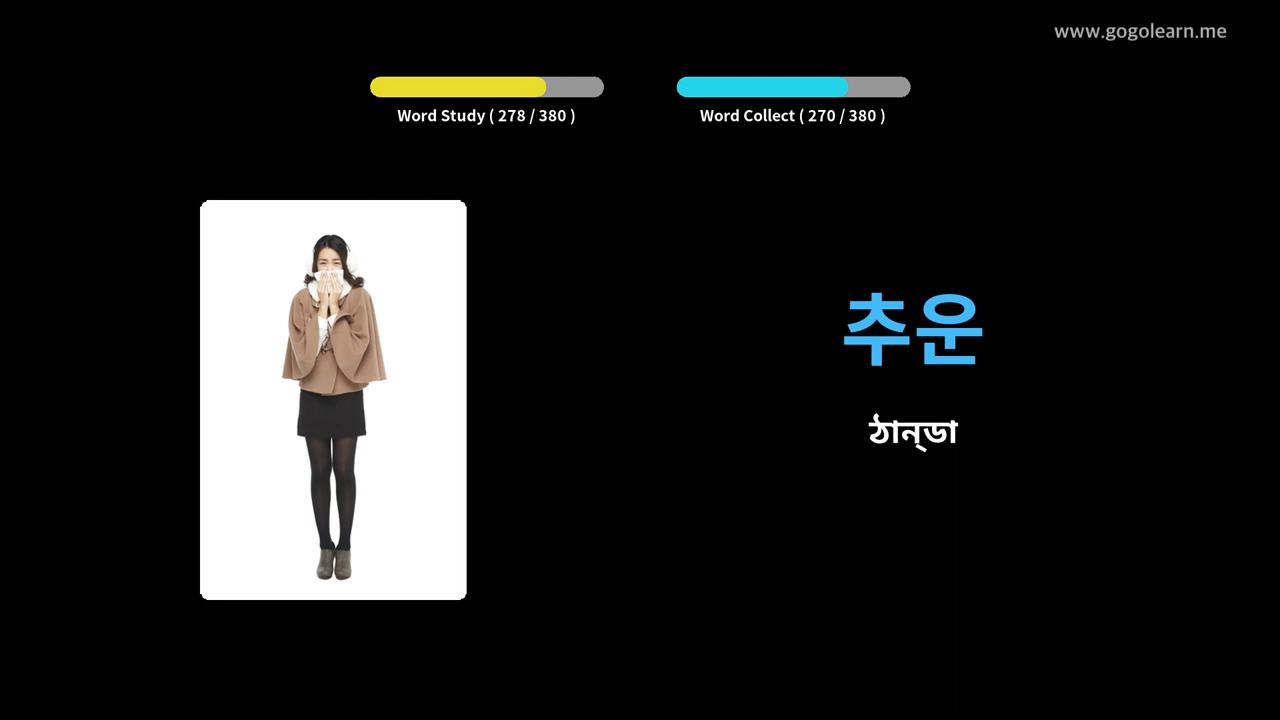 www.gogolearn.me
Word Study ( 278 / 380 )
Word Collect ( 270 / 380 )
추운
ঠান্‌ডা